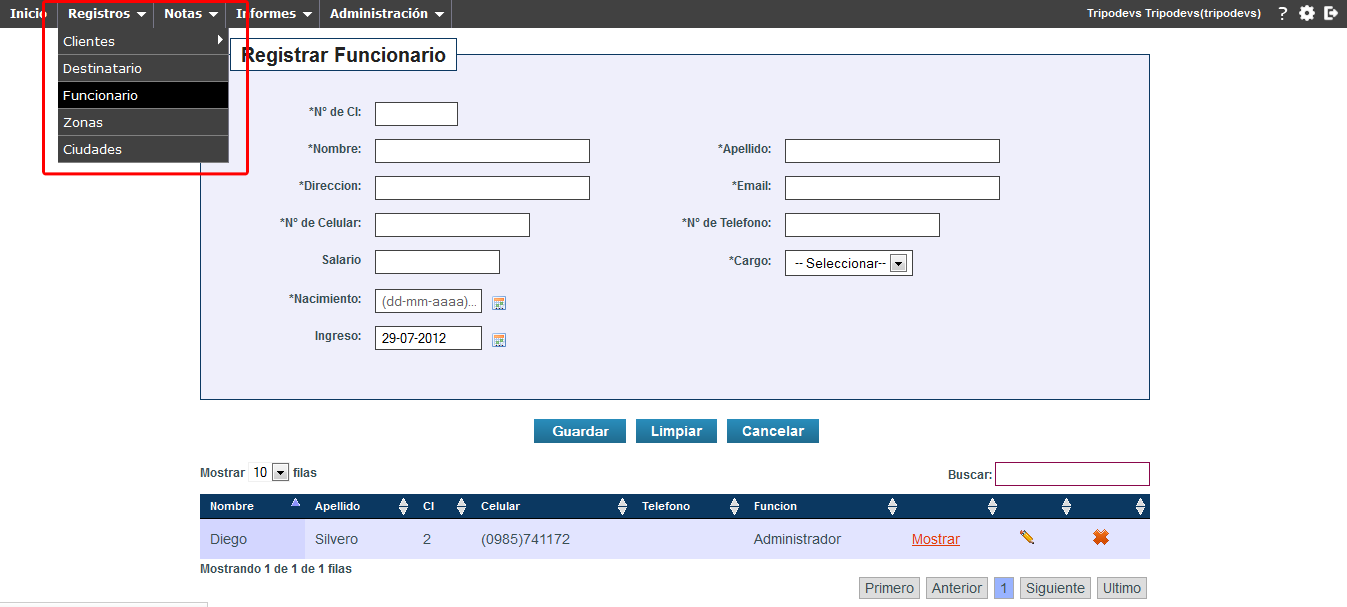 Inicio Registros Notas Informes Administración Tripodevs Tripodevs(tripodevs) ?
Clientes
Destinatario
Funcionario
Zonas
Ciudades
Registrar Funcionario
*Nº de CI:
*Nombre: *Apellido:
*Direccion: *Email:
*Nº de Celular: *Nº de Telefono:
Salario *Cargo: -- Seleccionar--
*Nacimiento: (dd-mm-aaaa)...
Ingreso: 29-07-2012
Guardar Limpiar Cancelar
Mostrar 10 filas Buscar:
Nombre Apellido CI Celular Telefono Funcion
Diego Silvero 2 (0985)741172 Administrador Mostrar
Mostrando 1 de 1 de 1 filas
Primero Anterior 1 Siguiente Ultimo